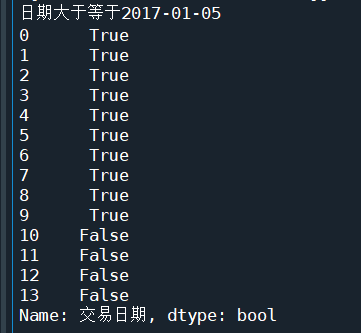 日期大于等于2017-01-05
0      True
1      True
2      True
3      True
4      True
5      True
6      True
7      True
8      True
9      True
10    False
11    False
12    False
13    False
Name: 交易日期, dtype: bool